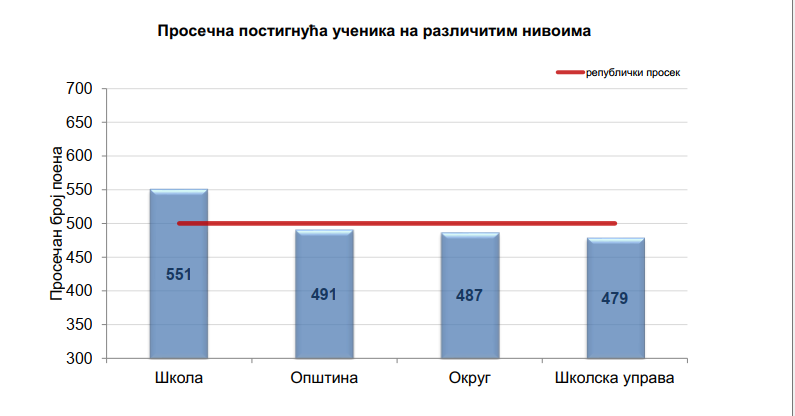 Просечна постигнућа ученика на различитим нивоима
републички просек
Просечан број поена
700
650
600
550
500
450
400
350
300
551
491
487
479
Школа
Општина
Округ
Школска управа